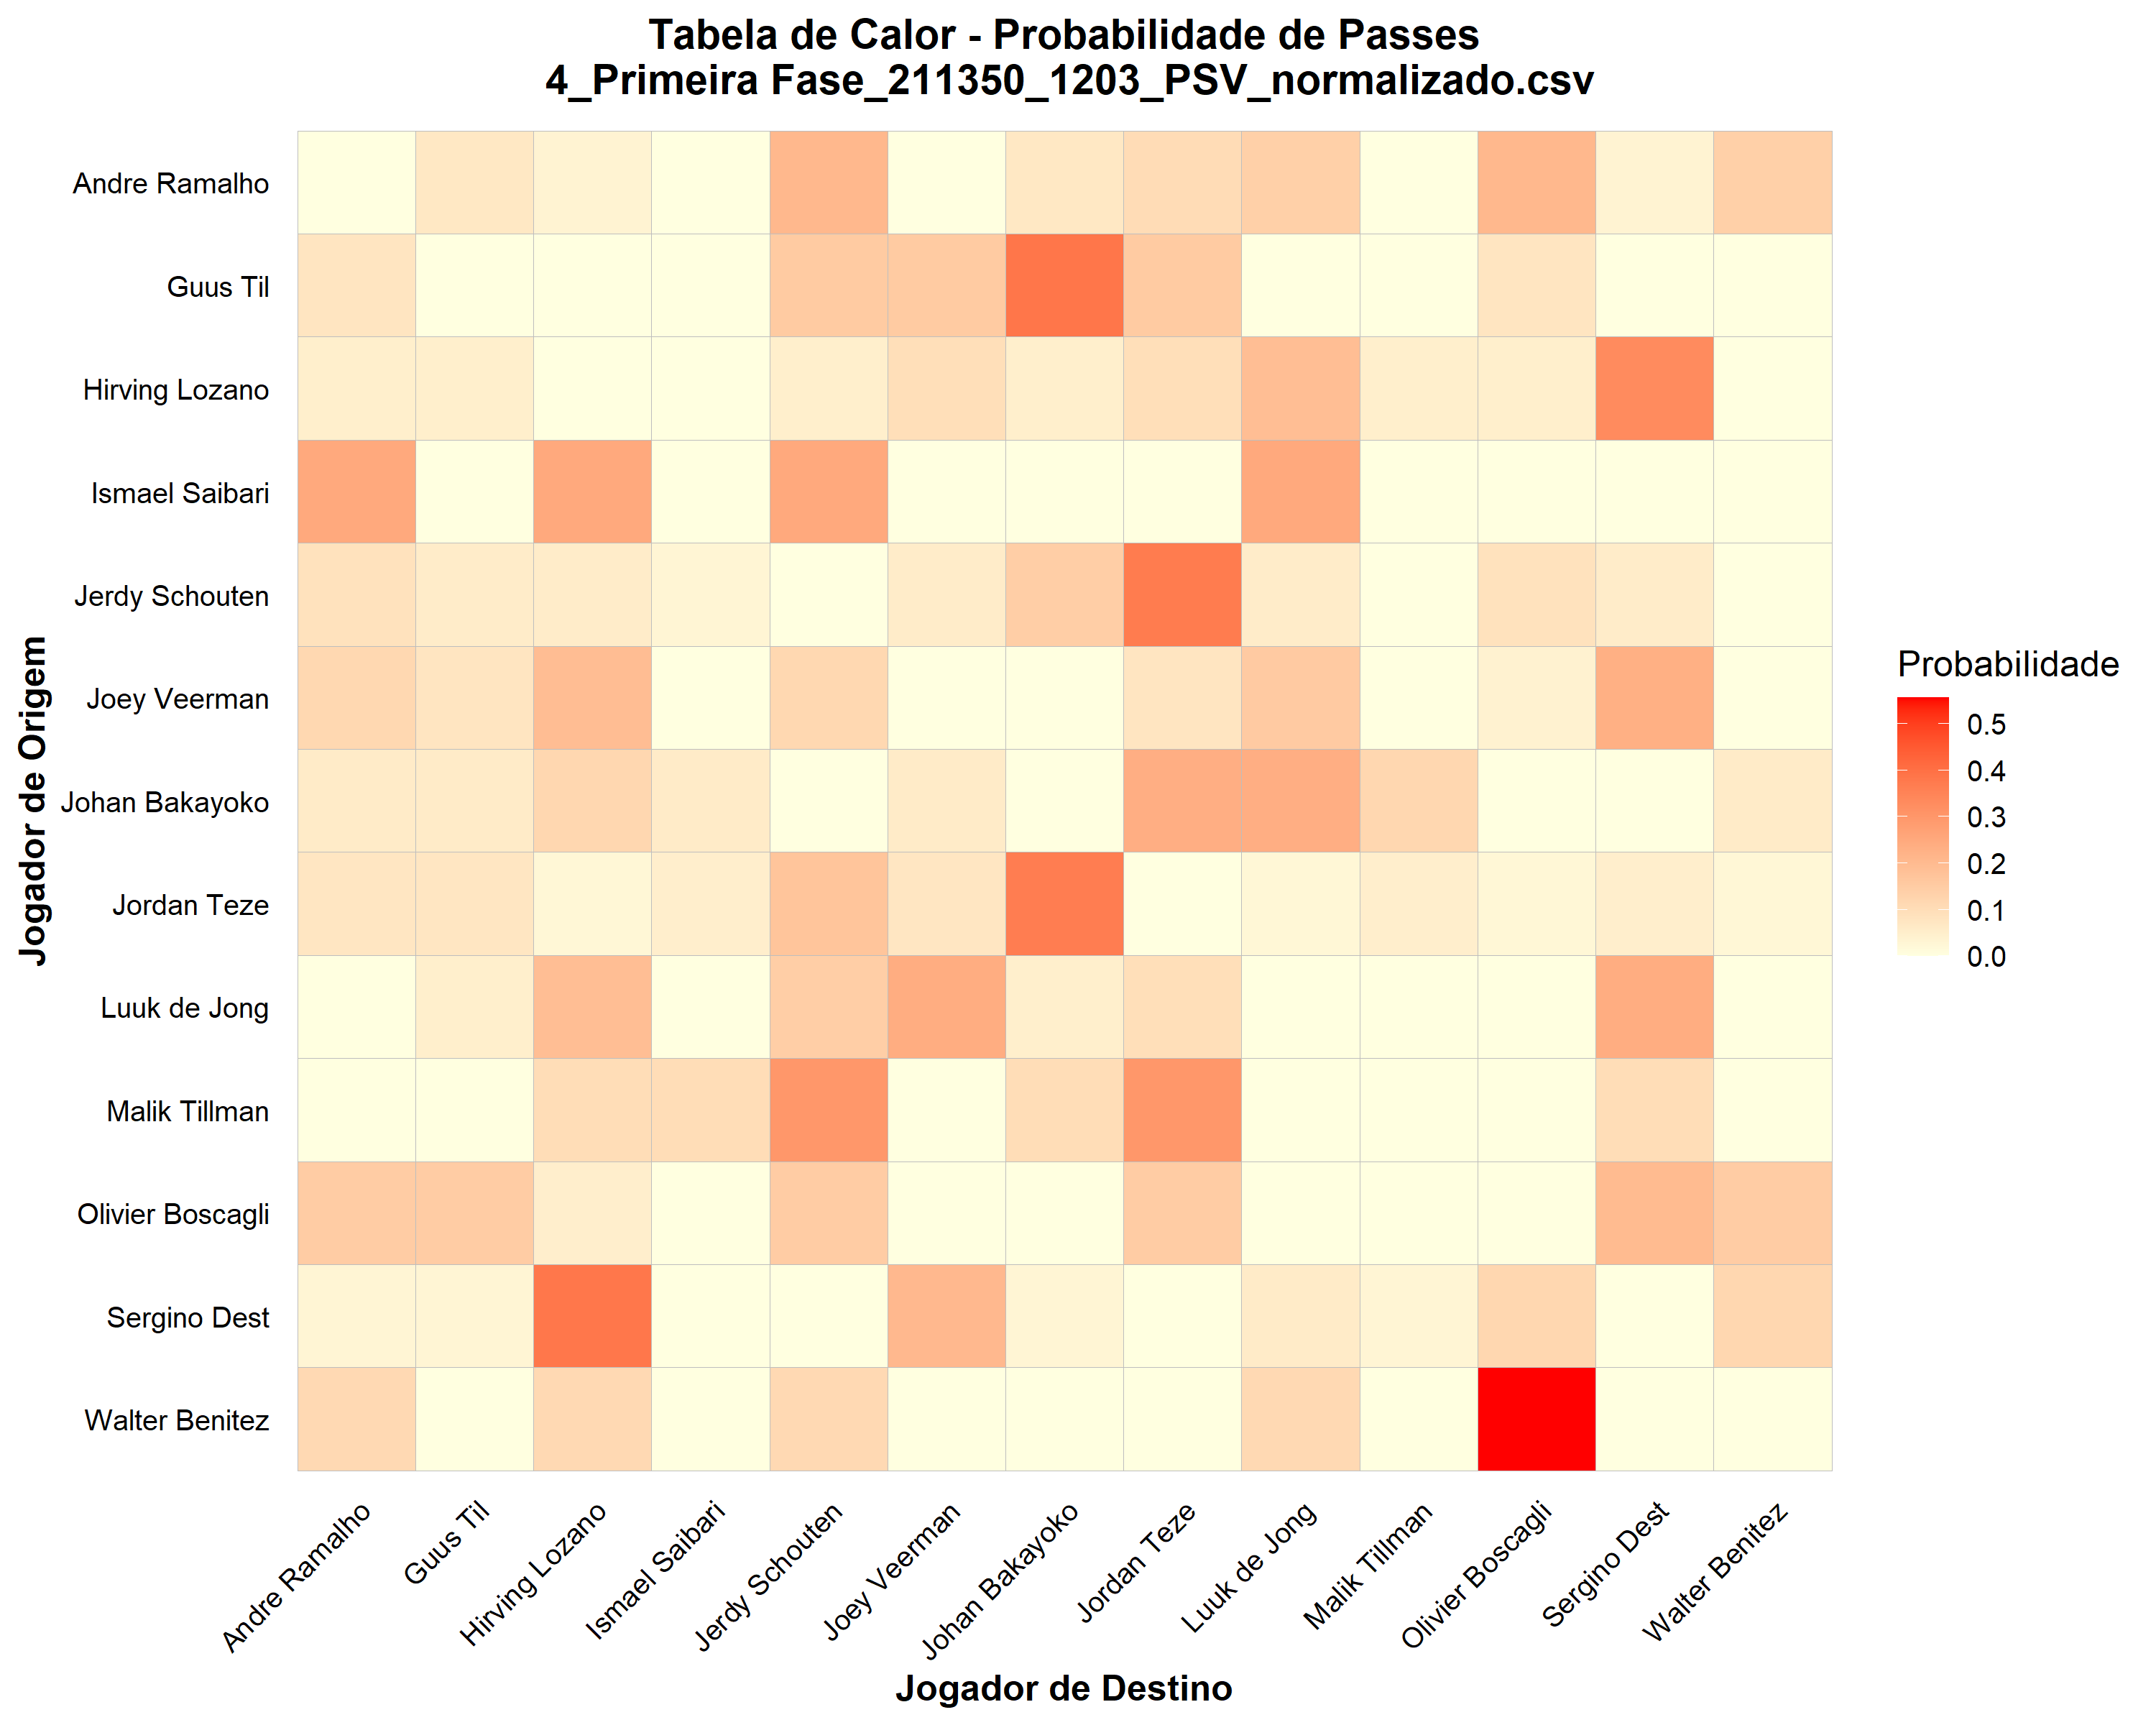 Tabela de Calor - Probabilidade de Passes
4_Primeira Fase_211350_1203_PSV_normalizado.csv
Jogador de Origem
Andre Ramalho
Guus Til
Hirving Lozano
Ismael Saibari
Jerdy Schouten
Joey Veerman
Johan Bakayoko
Jordan Teze
Luuk de Jong
Malik Tillman
Olivier Boscagli
Sergino Dest
Walter Benitez
Andre Ramalho
Guus Til
Hirving Lozano
Ismael Saibari
Jerdy Schouten
Joey Veerman
Johan Bakayoko
Jordan Teze
Luuk de Jong
Malik Tillman
Olivier Boscagli
Sergino Dest
Walter Benitez
Jogador de Destino
Probabilidade
0.5
0.4
0.3
0.2
0.1
0.0